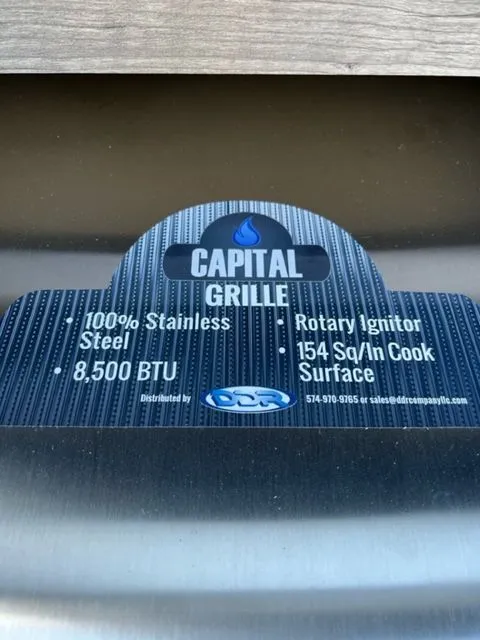 CAPITAL
GRILLE
• 100% Stainless
Steel
• 8,500 BTU
• Rotary Ignitor
• 154 Sq/In Cook
Surface
Distributed by DDR 574-970-9765 or sales@ddrcompanyllc.com